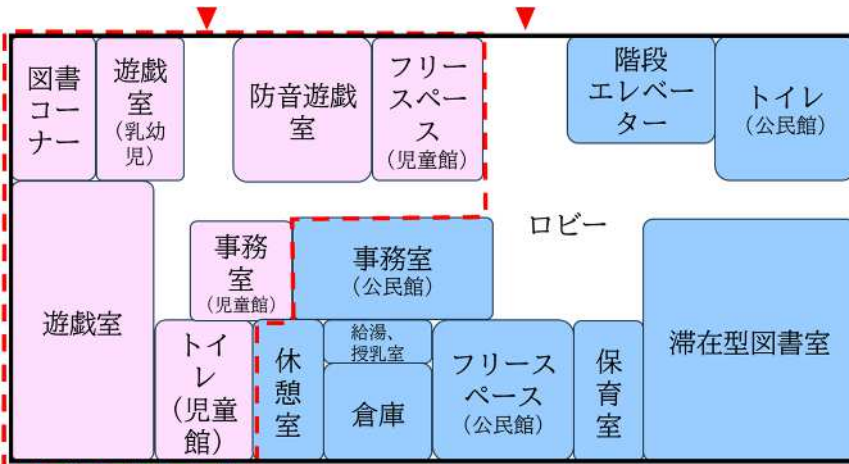 図書
コー
ナー
遊戯
室
(乳幼
児)
防音遊戯
室
フリー
スペー
ス
(児童館)
階段
エレベー
ター
トイレ
(公民館)
ロビー
事務
室
(児童館)
事務室
(公民館)
遊戯室
トイ
レ
(児童
館)
休
憩
室
給湯、
授乳室
倉庫
フリース
ペース
(公民館)
保
育
室
滞在型図書室